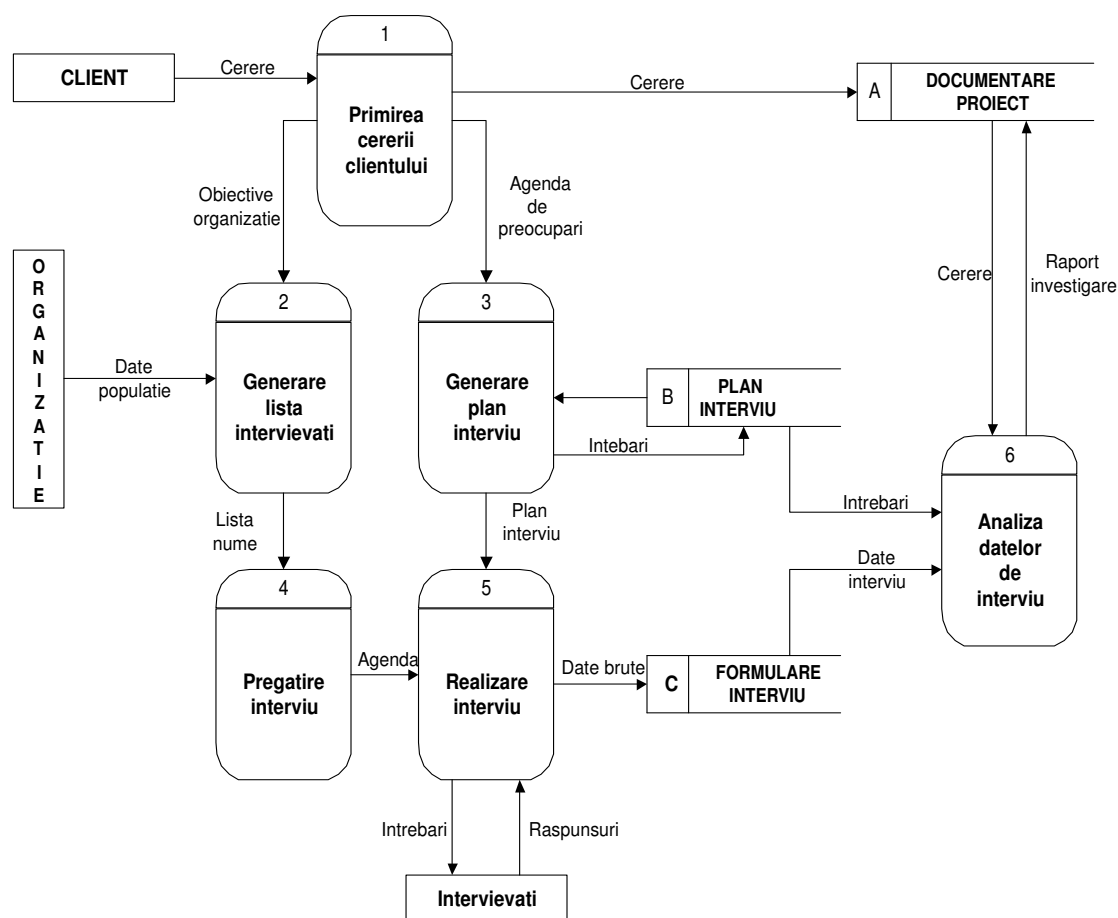 1
CLIENT
Cerere
Primirea
cererii
clientului
Cerere
A
DOCUMENTARE
PROIECT
Obiective
organizatie
Agenda
de
preocupari
O
R
G
A
N
I
Z
A
T
I
E
Date
populatie
2
Generare
lista
intervievati
3
Generare
plan
interviu
B
PLAN
INTERVIU
Intebari
Cerere
Raport
investigare
6
Analiza
datelor
de
interviu
Intrebari
Date
interviu
Lista
nume
Plan
interviu
4
Pregatire
interviu
Agenda
5
Realizare
interviu
Date brute
C
FORMULARE
INTERVIU
Intrebari
Raspunsuri
Intervievati